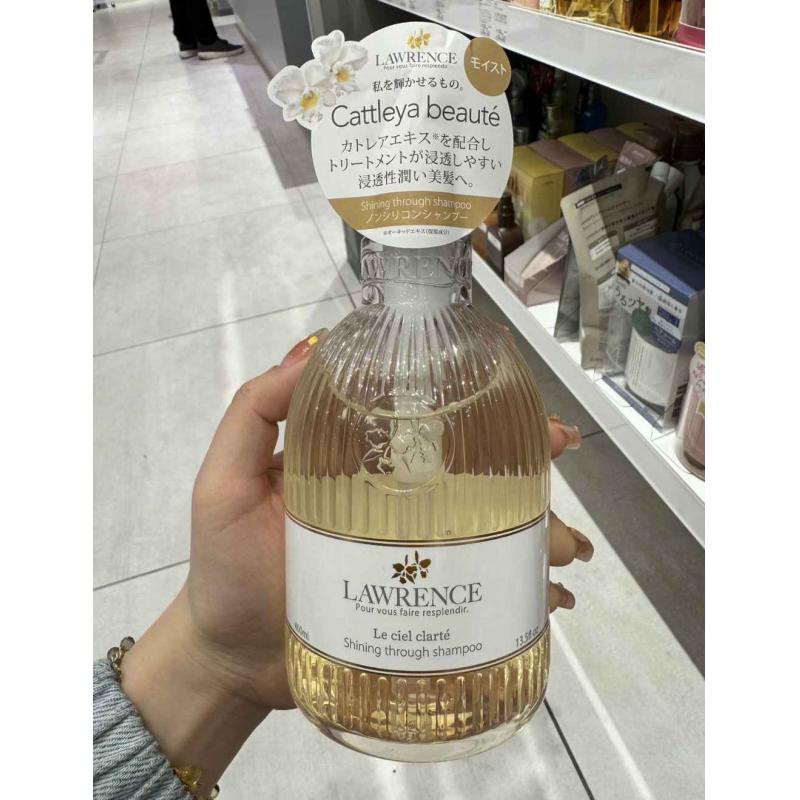 LAWRENCE
Pour vous faire resplendir.
モイスト
私を輝かせるもの。
Cattleya beauté
カトレアエキス※を配合し
トリートメントが浸透しやすい
浸透性潤い美髪へ。
Shining through shampoo
ノンシリコンシャンプー
LAWRENCE
LAWRENCE
Pour vous faire resplendir.
Le ciel clarté
400ml
Shining through shampoo
13.5fl oz